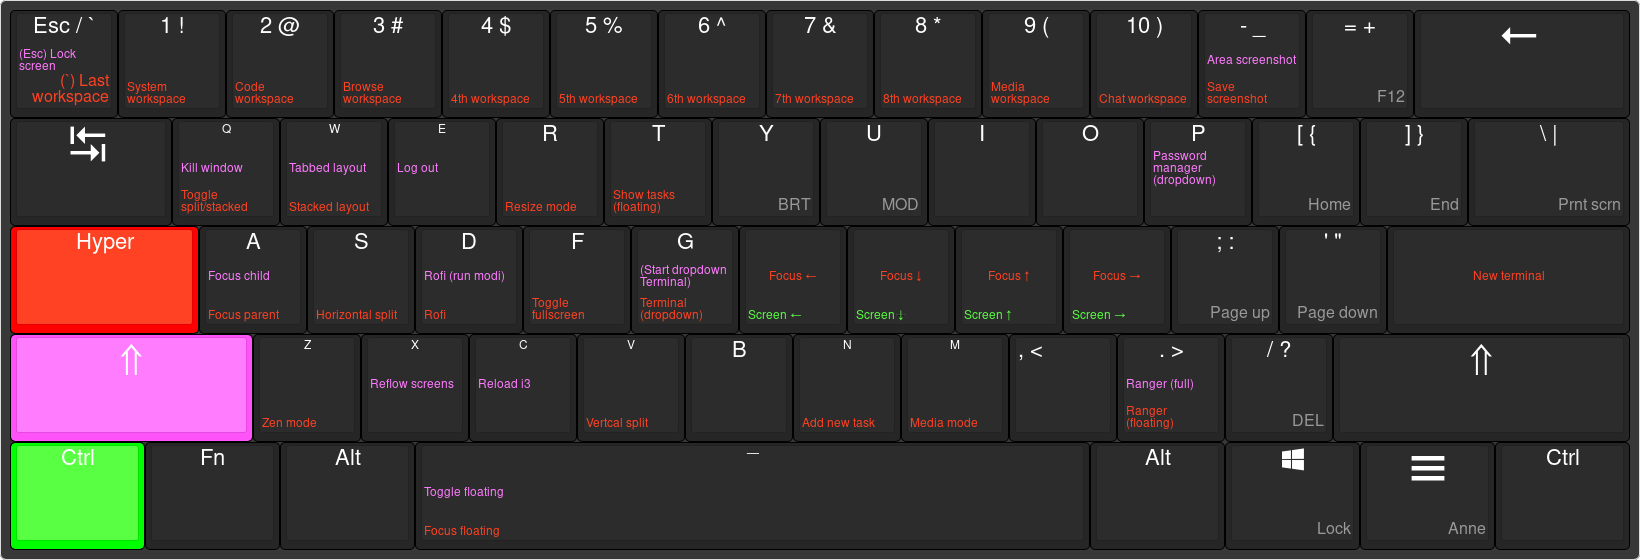 Esc / `
(Esc) Lock
screen
(`) Last
workspace
1 !
System
workspace
2 @
Code
workspace
3 #
Browse
workspace
4 $
4th workspace
5 %
5th workspace
6 ^
6th workspace
7 &
7th workspace
8 *
8th workspace
9 (
Media
workspace
10 )
Chat workspace
- _
Area screenshot
Save
screenshot
= +
F12
←
Q
Kill window
Toggle
split/stacked
W
Tabbed layout
Stacked layout
E
Log out
R
Resize mode
T
Show tasks
(floating)
Y
BRT
U
MOD
I
O
P
Password
manager
(dropdown)
[ {
Home
] }
End
\ |
Prnt scrn
Hyper
A
Focus child
Focus parent
S
Horizontal split
D
Rofi (run modi)
Rofi
F
Toggle
fullscreen
G
(Start dropdown
Terminal)
Terminal
(dropdown)
Focus ←
Screen ←
Focus ↓
Screen ↓
Focus ↑
Screen ↑
Focus →
Screen →
; :
Page up
' "
Page down
New terminal
⇑
Z
Zen mode
X
Reflow screens
C
Reload i3
V
Vertcal split
B
N
Add new task
M
Media mode
, <
. >
Ranger (full)
Ranger
(floating)
/ ?
DEL
⇑
Ctrl
Fn
Alt
_
Toggle floating
Focus floating
Alt
Lock
Anne
Ctrl